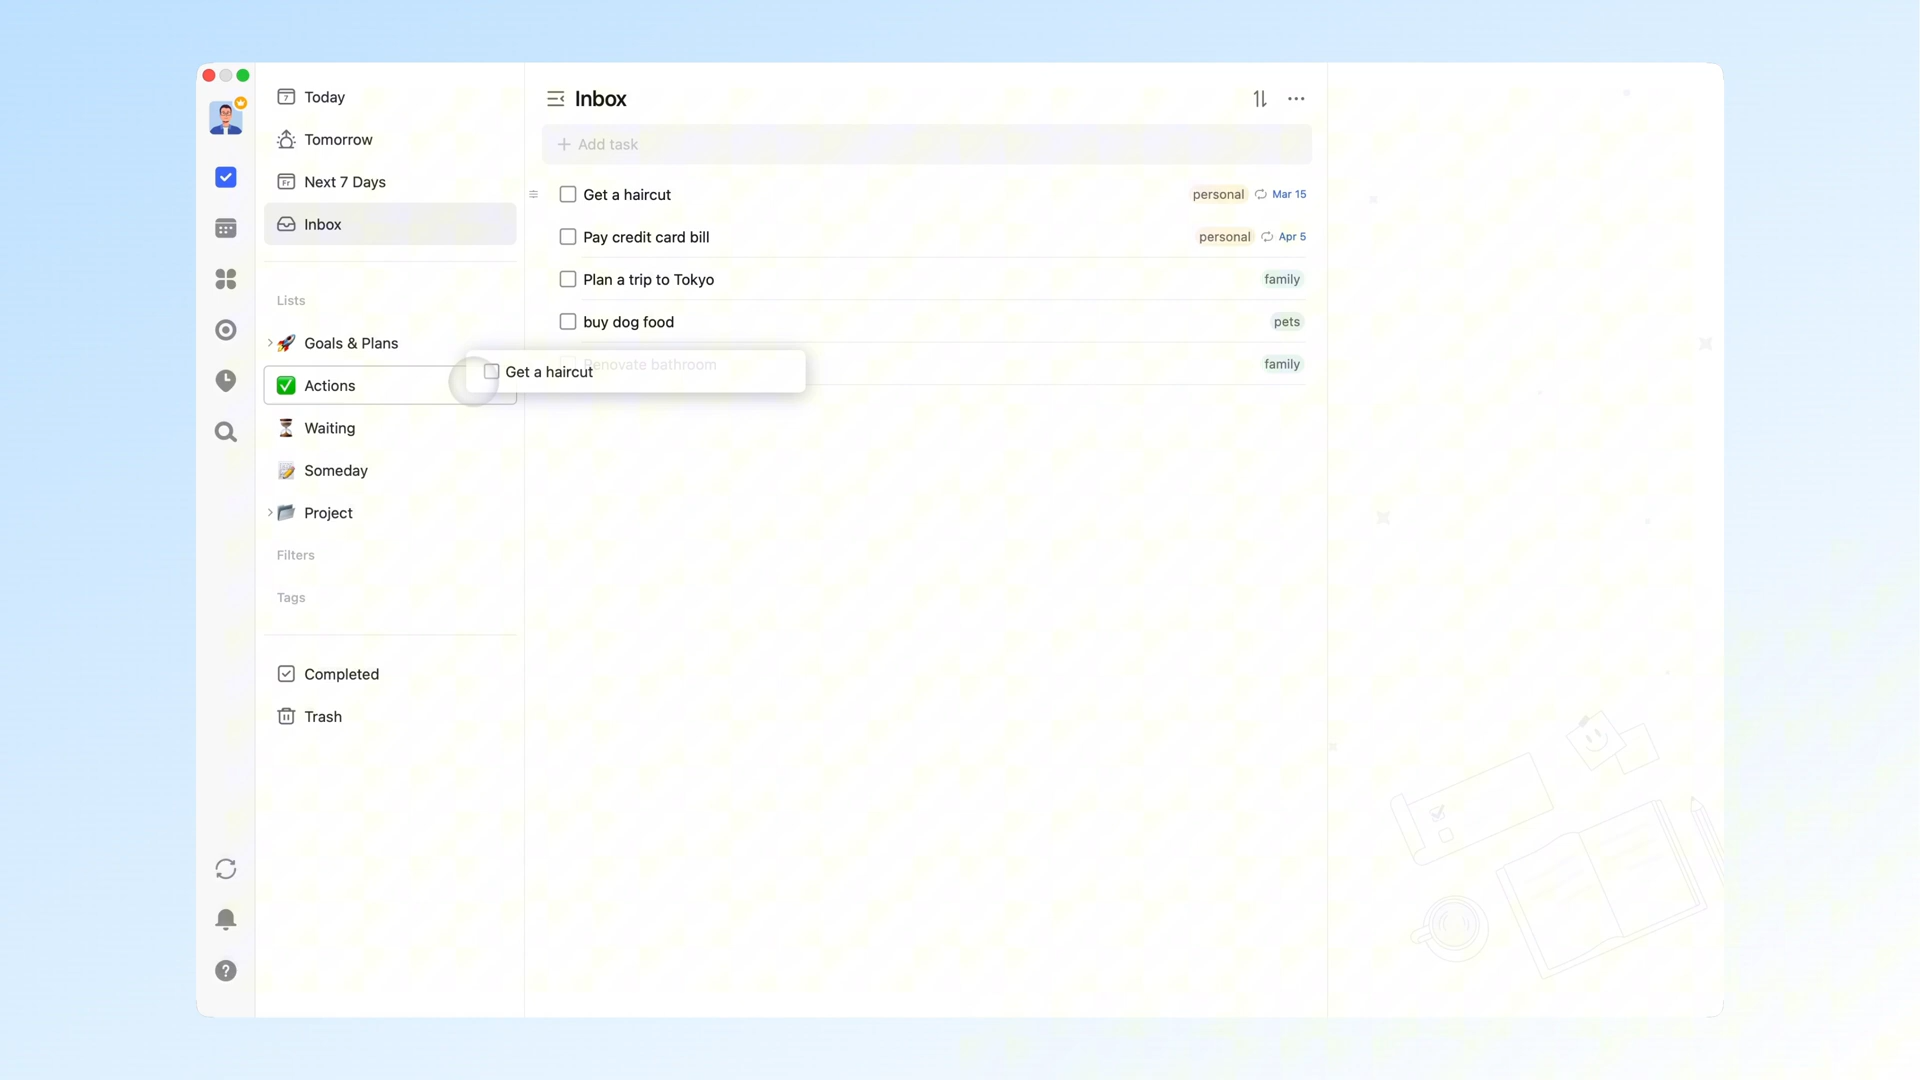 7 Today
Tomorrow
Fr Next 7 Days
Inbox
Lists
Goals & Plans
Actions
Waiting
Someday
Project
Filters
Tags
Completed
Trash
Inbox
Add task
Get a haircut personal Mar 15
Pay credit card bill personal Apr 5
Plan a trip to Tokyo family
buy dog food pets
Renovate bathroom family
Get a haircut